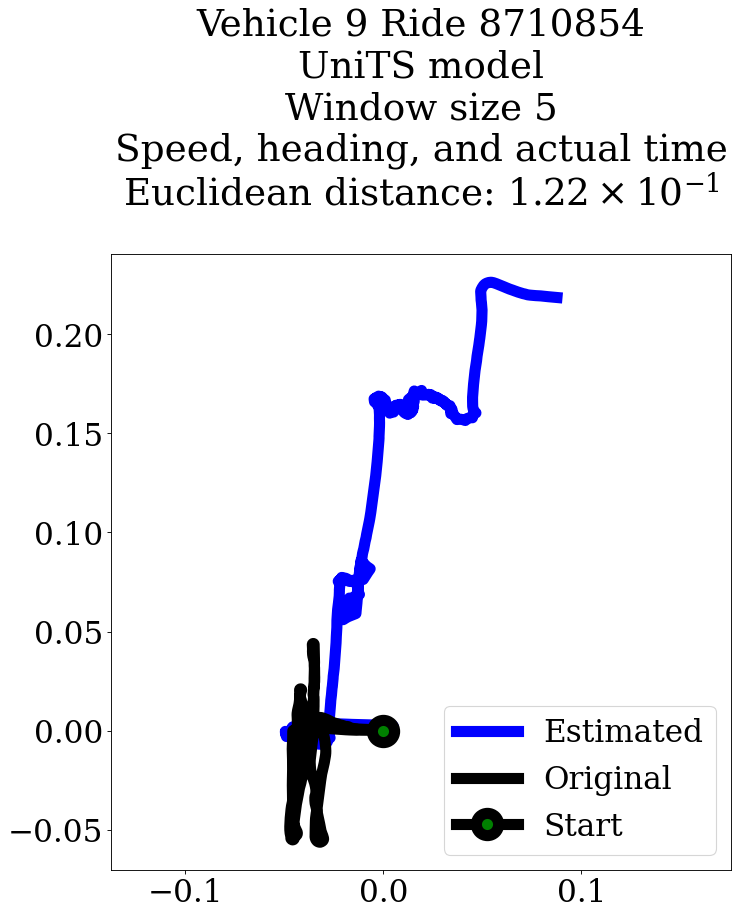 Vehicle 9 Ride 8710854
UniTS model
Window size 5
Speed, heading, and actual time
Euclidean distance: 1.22 × 10⁻¹
0.20
0.15
0.10
0.05
0.00
−0.05
−0.1
0.0
0.1
Estimated
Original
Start